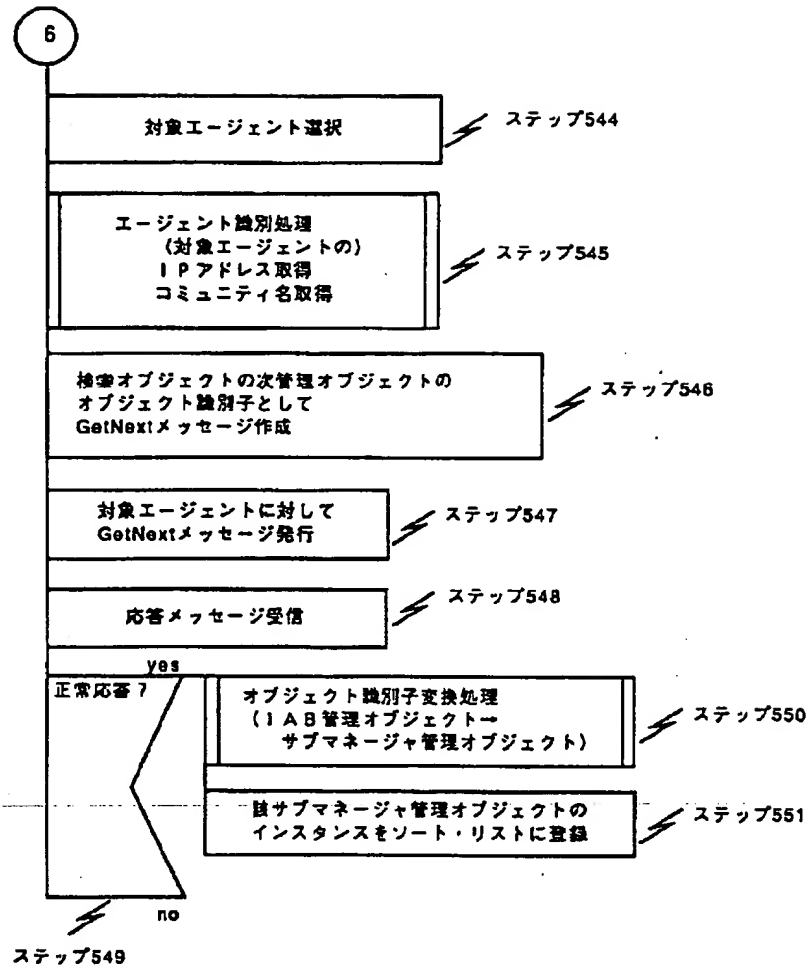 6
対象エージェント選択
ステップ544
エージェント識別処理
(対象エージェントの)
IPアドレス取得
コミュニティ名取得
ステップ545
検索オブジェクトの次管理オブジェクトの
オブジェクト識別子として
GetNextメッセージ作成
ステップ546
対象エージェントに対して
GetNextメッセージ発行
ステップ547
応答メッセージ受信
ステップ548
yes
正常応答?
オブジェクト識別子変換処理
(IAB管理オブジェクト→
サブマネージャ管理オブジェクト)
ステップ550
該サブマネージャ管理オブジェクトの
インスタンスをソート・リストに登録
ステップ551
no
ステップ549